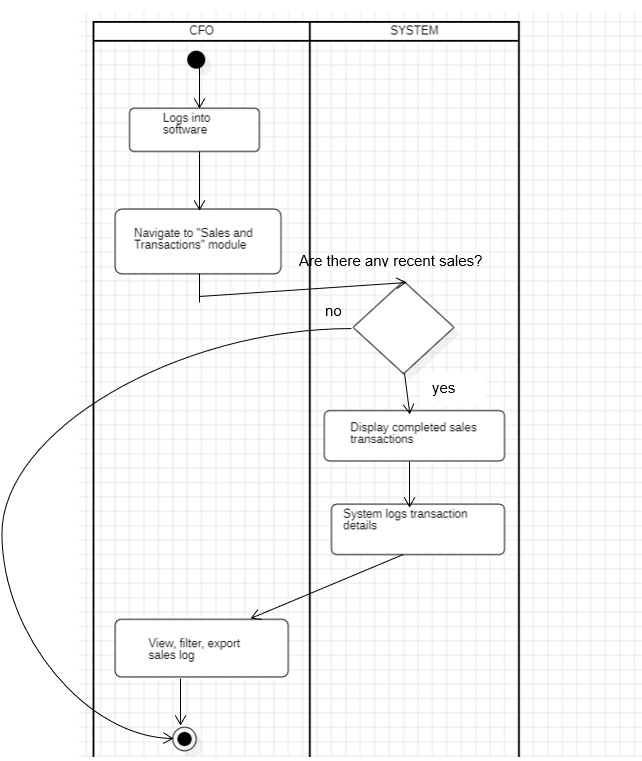 CFO
SYSTEM
Logs into
software
Navigate to "Sales and
Transactions" module
Are there any recent sales?
no
yes
Display completed sales
transactions
System logs transaction
details
View, filter, export
sales log